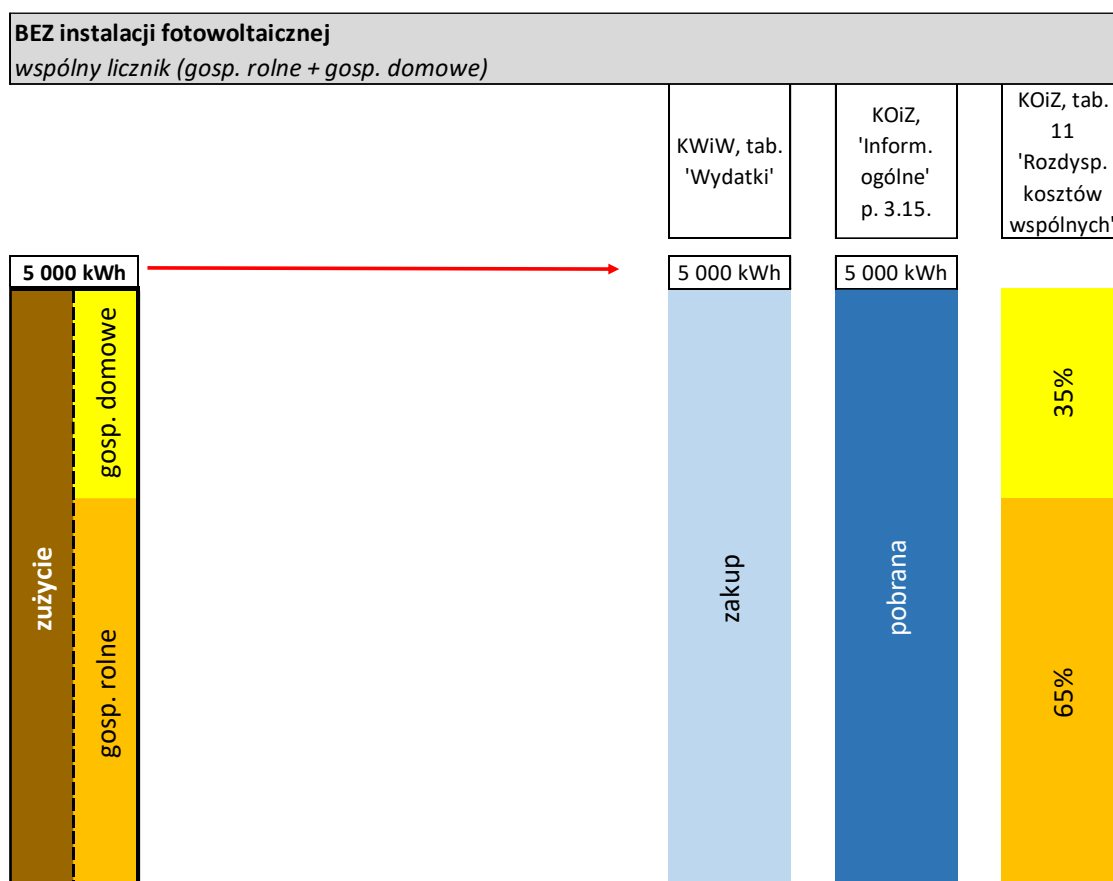 BEZ instalacji fotowoltaicznej
wspólny licznik (gosp. rolne + gosp. domowe)
KWiW, tab.
'Wydatki'
KOiZ,
'Inform.
ogólne'
p. 3.15.
KOiZ, tab.
11
'Rozdysp.
kosztów
wspólnych'
5 000 kWh
5 000 kWh
5 000 kWh
zużycie
gosp. domowe
gosp. rolne
zakup
pobrana
35%
65%